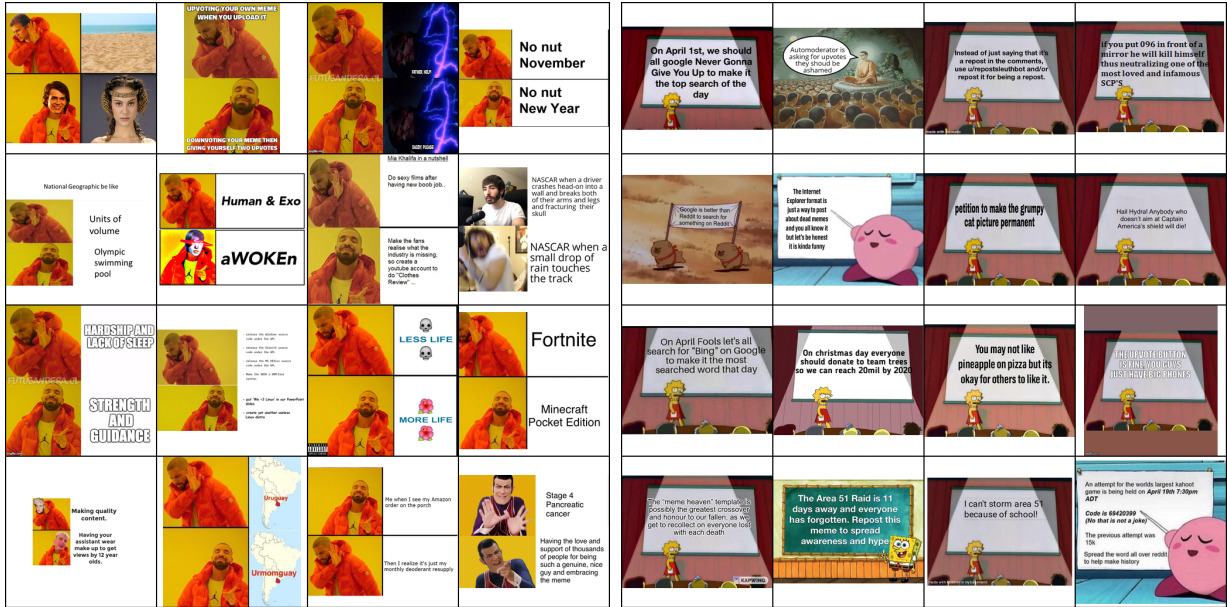 UPVOTING YOUR OWN MEME
WHEN YOU UPLOAD IT
DOWNVOTING YOUR MEME THEN
GIVING YOURSELF TWO UPVOTES
FATHER, HELP!
DADDY PLEASE
No nut
November
No nut
New Year
On April 1st, we should
all google Never Gonna
Give You Up to make it
the top search of the
day
Automoderator is
asking for upvotes
they shoud be
ashamed
Instead of just saying that it's
a repost in the comments,
use u/repostsleuthbot and/or
repost it for being a repost.
if you put 096 in front of a
mirror he will kill himself
thus neutralizing one of the
most loved and infamous
SCP'S
National Geographic be like
Units of
volume
Olympic
swimming
pool
Human & Exo
aWOKEn
Mia Khalifa in a nutshell
Do sexy films after
having new boob job..
Make the fans
realise what the
industry is missing,
so create a
youtube account to
do "Clothes
Review" ...
NASCAR when a driver
crashes head-on into a
wall and breaks both
of their arms and legs
and fracturing their
skull
NASCAR when a
small drop of
rain touches
the track
Google is better than
Reddit to search for
something on Reddit
The Internet
Explorer format is
just a way to post
about dead memes
and you all know it
but let's be honest
it is kinda funny
petition to make the grumpy
cat picture permanent
Hail Hydra! Anybody who
doesn't aim at Captain
America's shield will die!
HARDSHIP AND
LACK OF SLEEP
STRENGTH
AND
GUIDANCE
LESS LIFE
MORE LIFE
Fortnite
Minecraft
Pocket Edition
On April Fools let's all
search for "Bing" on Google
to make it the most
searched word that day
On christmas day everyone
should donate to team trees
so we can reach 20mil by 2020
You may not like
pineapple on pizza but its
okay for others to like it.
THE UPVOTE BUTTON
IS FINE YOU GUYS
JUST HAVE BIG PHONES
Making quality
content.
Having your
assistant wear
make up to get
views by 12 year
olds.
Uruguay
Urmomguay
Me when I see my Amazon
order on the porch
Then I realize it's just my
monthly deodorant resupply
Stage 4
Pancreatic
cancer
Having the love and
support of thousands
of people for being
such a genuine, nice
guy and embracing
the meme
The "meme heaven" template is
possibly the greatest crossover
and honour to our fallen, as we
get to recollect on everyone lost
with each death
KAPWING
The Area 51 Raid is 11
days away and everyone
has forgotten. Repost this
meme to spread
awareness and hype
I can't storm area 51
because of school!
An attempt for the worlds largest kahoot
game is being held on April 19th 7:30pm
ADT
Code is 69420399
(No that is not a joke)
The previous attempt was
15k
Spread the word all over reddit
to help make history